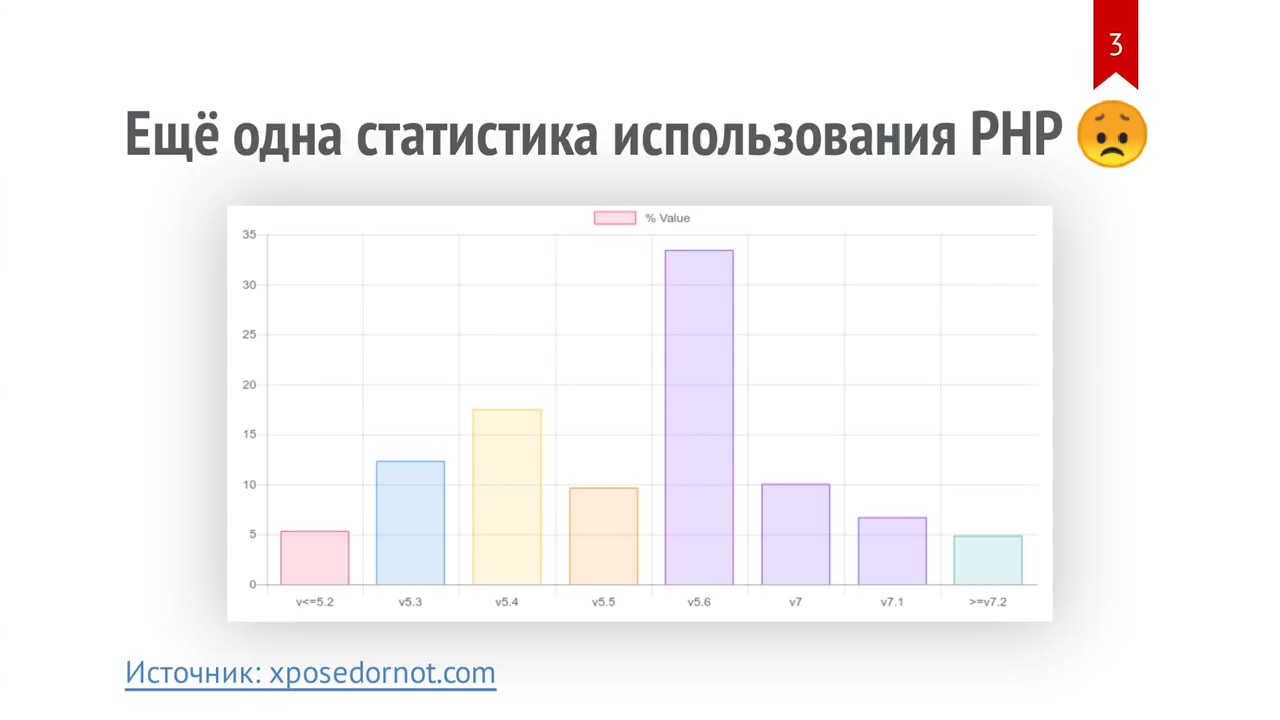 3
Ещё одна статистика использования PHP
% Value
35
30
25
20
15
10
5
0
v<=5.2 v5.3 v5.4 v5.5 v5.6 v7 v7.1 >=v7.2
Источник: xposedornot.com